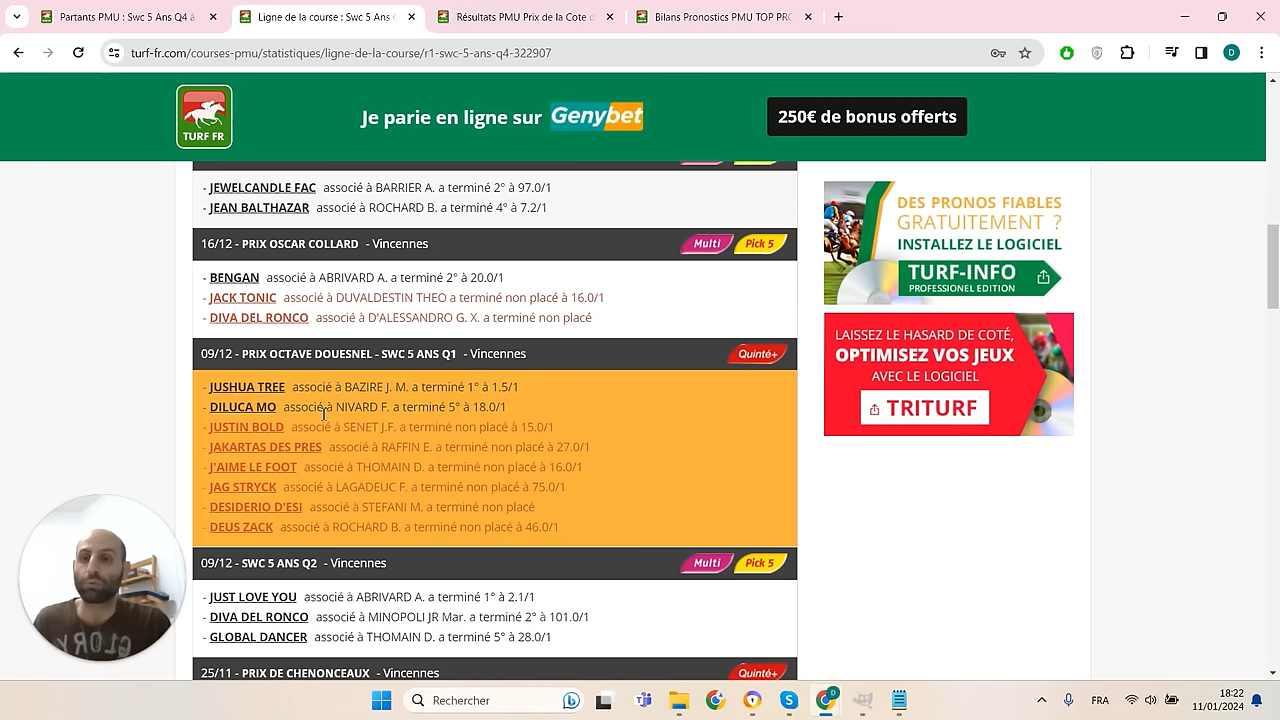 Partants PMU : Swc 5 Ans Q4 à
Ligne de la course : Swc 5 Ans
Résultats PMU Prix de la Cote d
Bilans Pronostics PMU TOP PRO
turf-fr.com/courses-pmu/statistiques/ligne-de-la-course/r1-swc-5-ans-q4-322907
D
TURF FR
Je parie en ligne sur Genybet
250€ de bonus offerts
- JEWELCANDLE FAC associé à BARRIER A. a terminé 2° à 97.0/1
- JEAN BALTHAZAR associé à ROCHARD B. a terminé 4° à 7.2/1
16/12 - PRIX OSCAR COLLARD - Vincennes Multi Pick 5
- BENGAN associé à ABRIVARD A. a terminé 2° à 20.0/1
- JACK TONIC associé à DUVALDESTIN THEO a terminé non placé à 16.0/1
- DIVA DEL RONCO associé à D'ALESSANDRO G. X. a terminé non placé
09/12 - PRIX OCTAVE DOUESNEL - SWC 5 ANS Q1 - Vincennes Quinté+
- JUSHUA TREE associé à BAZIRE J. M. a terminé 1° à 1.5/1
- DILUCA MO associé à NIVARD F. a terminé 5° à 18.0/1
- JUSTIN BOLD associé à SENET J.F. a terminé non placé à 15.0/1
- JAKARTAS DES PRES associé à RAFFIN E. a terminé non placé à 27.0/1
- J'AIME LE FOOT associé à THOMAIN D. a terminé non placé à 16.0/1
- JAG STRYCK associé à LAGADEUC F. a terminé non placé à 75.0/1
- DESIDERIO D'ESI associé à STEFANI M. a terminé non placé
- DEUS ZACK associé à ROCHARD B. a terminé non placé à 46.0/1
09/12 - SWC 5 ANS Q2 - Vincennes Multi Pick 5
- JUST LOVE YOU associé à ABRIVARD A. a terminé 1° à 2.1/1
- DIVA DEL RONCO associé à MINOPOLI JR Mar. a terminé 2° à 101.0/1
- GLOBAL DANCER associé à THOMAIN D. a terminé 5° à 28.0/1
25/11 - PRIX DE CHENONCEAUX - Vincennes Quinté+
DES PRONOS FIABLES
GRATUITEMENT ?
INSTALLEZ LE LOGICIEL
TURF-INFO
PROFESIONEL EDITION
LAISSEZ LE HASARD DE COTÉ,
OPTIMISEZ VOS JEUX
AVEC LE LOGICIEL
TRITURF
GLORY
Rechercher
D
FRA
18:22
11/01/2024